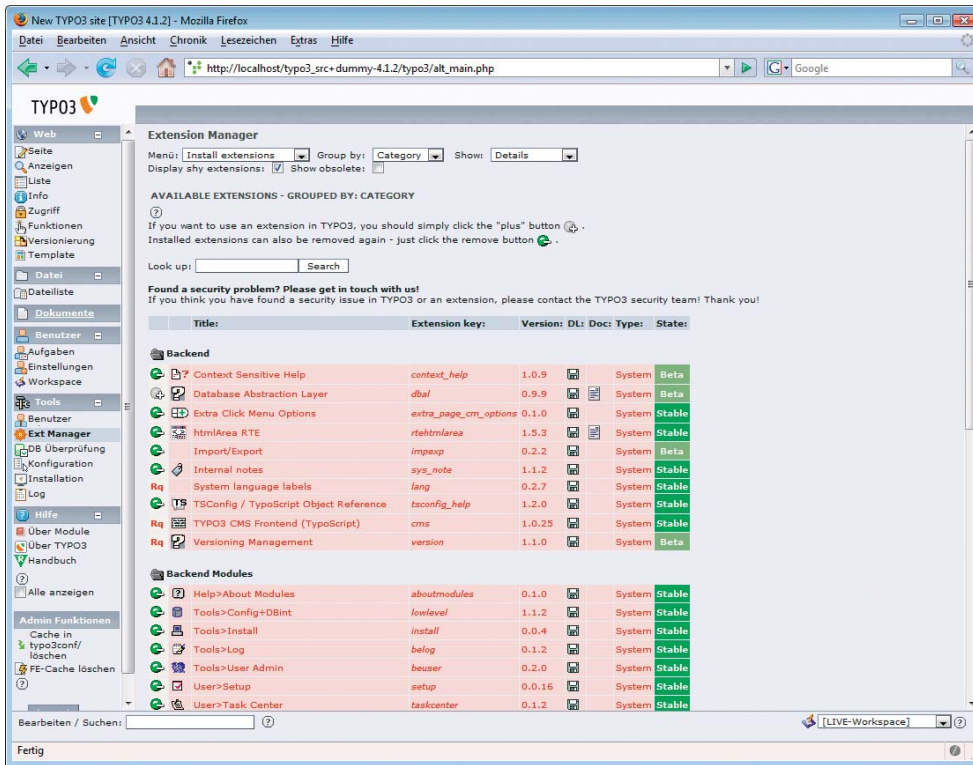 New TYPO3 site [TYPO3 4.1.2] - Mozilla Firefox
Datei Bearbeiten Ansicht Chronik Lesezeichen Extras Hilfe
http://localhost/typo3_src+dummy-4.1.2/typo3/alt_main.php
G Google
TYPO3
Web
Seite
Anzeigen
Liste
Info
Zugriff
Funktionen
Versionierung
Template
Datei
Dateiliste
Dokumente
Benutzer
Aufgaben
Einstellungen
Workspace
Tools
Benutzer
Ext Manager
DB Überprüfung
Konfiguration
Installation
Log
Hilfe
Über Module
Über TYPO3
Handbuch
Alle anzeigen
Admin Funktionen
Cache in
typo3conf/
löschen
FE-Cache löschen
Extension Manager
Menü: Install extensions Group by: Category Show: Details
Display shy extensions: Show obsolete:
AVAILABLE EXTENSIONS - GROUPED BY: CATEGORY
If you want to use an extension in TYPO3, you should simply click the "plus" button .
Installed extensions can also be removed again - just click the remove button .
Look up: Search
Found a security problem? Please get in touch with us!
If you think you have found a security issue in TYPO3 or an extension, please contact the TYPO3 security team! Thank you!
Title: Extension key: Version: DL: Doc: Type: State:
Backend
Context Sensitive Help context_help 1.0.9 System Beta
Database Abstraction Layer dbal 0.9.9 System Beta
Extra Click Menu Options extra_page_cm_options 0.1.0 System Stable
htmlArea RTE rtehtmlarea 1.5.3 System Stable
Import/Export impexp 0.2.2 System Beta
Internal notes sys_note 1.1.2 System Stable
Rq System language labels lang 0.2.7 System Stable
TS TSConfig / TypoScript Object Reference tsconfig_help 1.2.0 System Stable
Rq TYPO3 CMS Frontend (TypoScript) cms 1.0.25 System Stable
Rq Versioning Management version 1.1.0 System Beta
Backend Modules
Help>About Modules aboutmodules 0.1.0 System Stable
Tools>Config+DBint lowlevel 1.1.2 System Stable
Tools>Install install 0.0.4 System Stable
Tools>Log belog 0.1.2 System Stable
Tools>User Admin beuser 0.2.0 System Stable
User>Setup setup 0.0.16 System Stable
User>Task Center taskcenter 0.1.2 System Stable
Bearbeiten / Suchen: [LIVE-Workspace]
Fertig